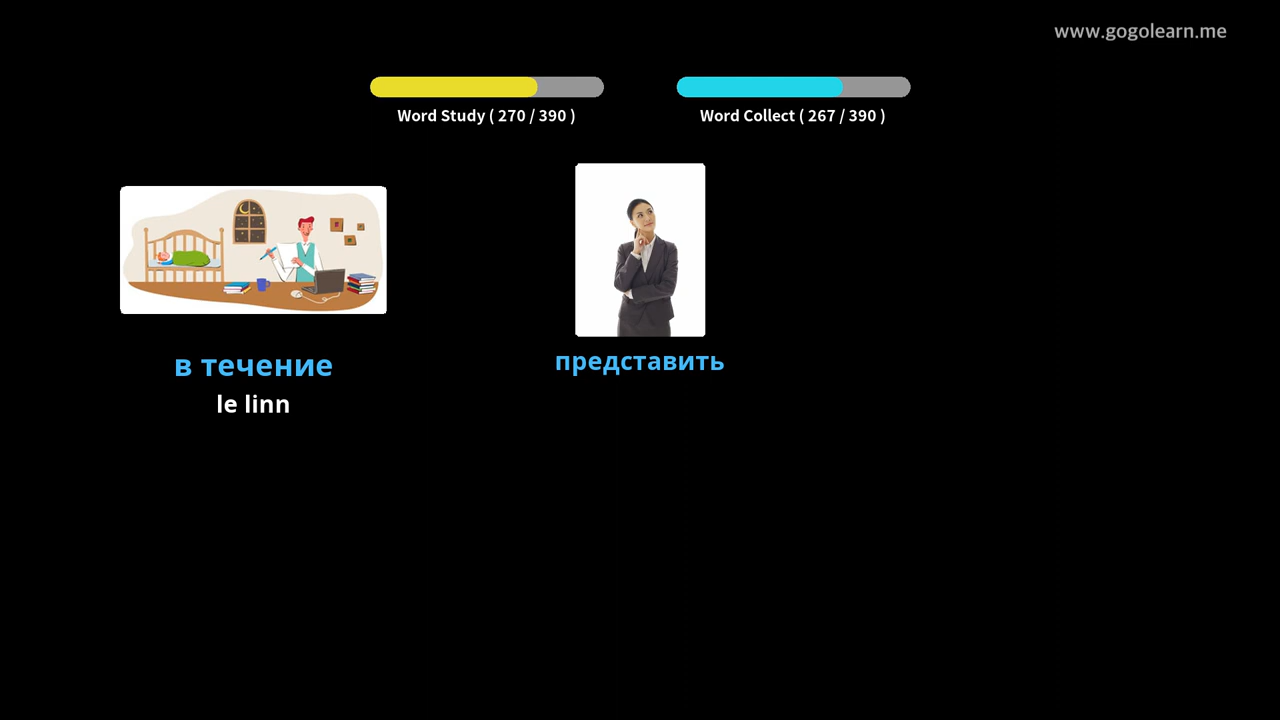 www.gogolearn.me
Word Study ( 270 / 390 )
Word Collect ( 267 / 390 )
в течение
le linn
представить